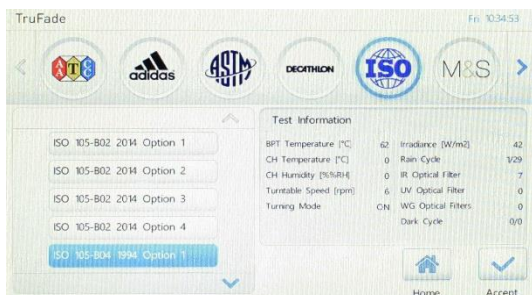 TruFade
Fri 10:34:53
AATCC
adidas
ASTM
DECATHLON
ISO
M&S
Test Information
ISO 105-B02 2014 Option 1
ISO 105-B02 2014 Option 2
ISO 105-B02 2014 Option 3
ISO 105-B02 2014 Option 4
ISO 105-B04 1994 Option 1
BPT Temperature [°C] 62
CH Temperature [°C] 0
CH Humidity [%%RH] 0
Turntable Speed [rpm] 6
Turning Mode ON
Irradiance [W/m2] 42
Rain Cycle 1/29
IR Optical Filter 7
UV Optical Filter 0
WG Optical Filters 0
Dark Cycle 0/0
Home
Accept